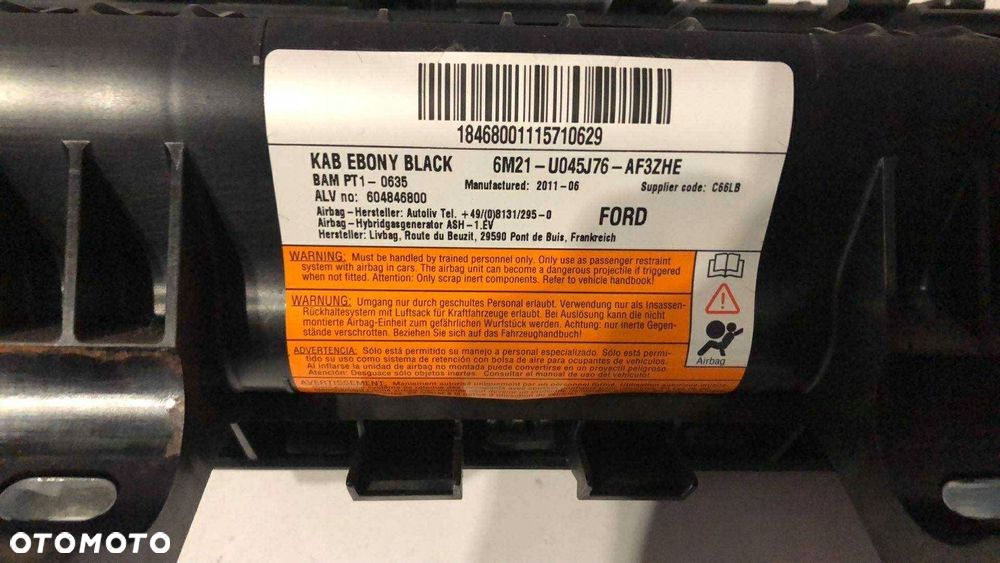 18468001115710629
KAB EBONY BLACK 6M21-U045J76-AF3ZHE
BAM PT1-0635 Manufactured: 2011-06 Supplier code: C66LB
ALV no: 604846800
Airbag-Hersteller: Autoliv Tel. +49/(0)8131/295-0 FORD
Airbag-Hybridgasgenerator ASH-1.EV
Hersteller: Livbag, Route du Beuzit, 29590 Pont de Buis, Frankreich
WARNING: Must be handled by trained personnel only. Only use as passenger restraint
system with airbag in cars. The airbag unit can become a dangerous projectile if triggered
when not fitted. Attention: Only scrap inert components. Refer to vehicle handbook!
WARNUNG: Umgang nur durch geschultes Personal erlaubt. Verwendung nur als Insassen-
Rückhaltesystem mit Luftsack für Kraftfahrzeuge erlaubt. Bei Auslösung kann die nicht
montierte Airbag-Einheit zum gefährlichen Wurfstück werden. Achtung: nur inerte Gegen-
stände verschrotten. Beziehen Sie sich auf das Fahrzeughandbuch!
Airbag
ADVERTENCIA: Sólo está permitido su manejo a personal especializado. Sólo está permi-
tido su uso como sistema de retención con bolsa de aire para ocupantes de vehículos.
Al inflarse la unidad de airbag no montada puede convertirse en un proyectil peligroso.
Atención: Desguace sólo objetos inertes. Consultar el manual de uso del vehículo!
AVERTISSEMENT: Maniement autorisé uniquement par
OTOMOTO